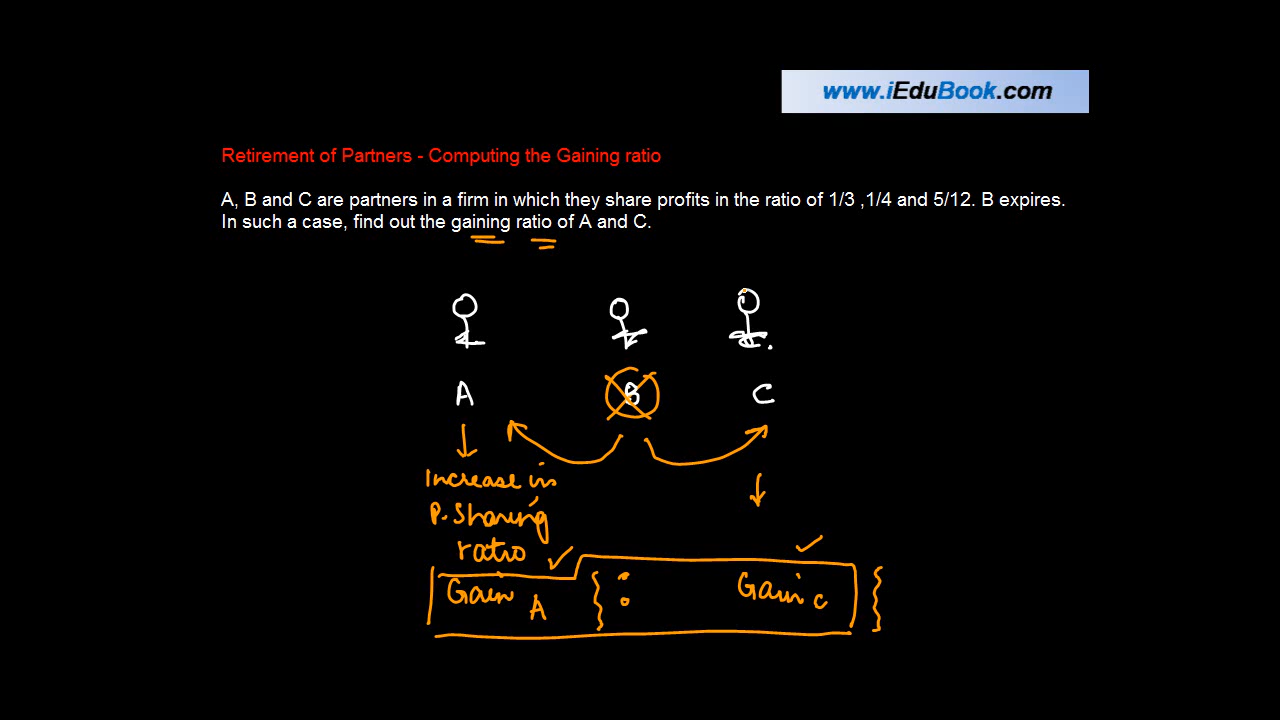 www.iEduBook.com
Retirement of Partners - Computing the Gaining ratio
A, B and C are partners in a firm in which they share profits in the ratio of 1/3 ,1/4 and 5/12. B expires.
In such a case, find out the gaining ratio of A and C.
A B C
Increase in
P. Sharing
ratio
Gain A : Gain C